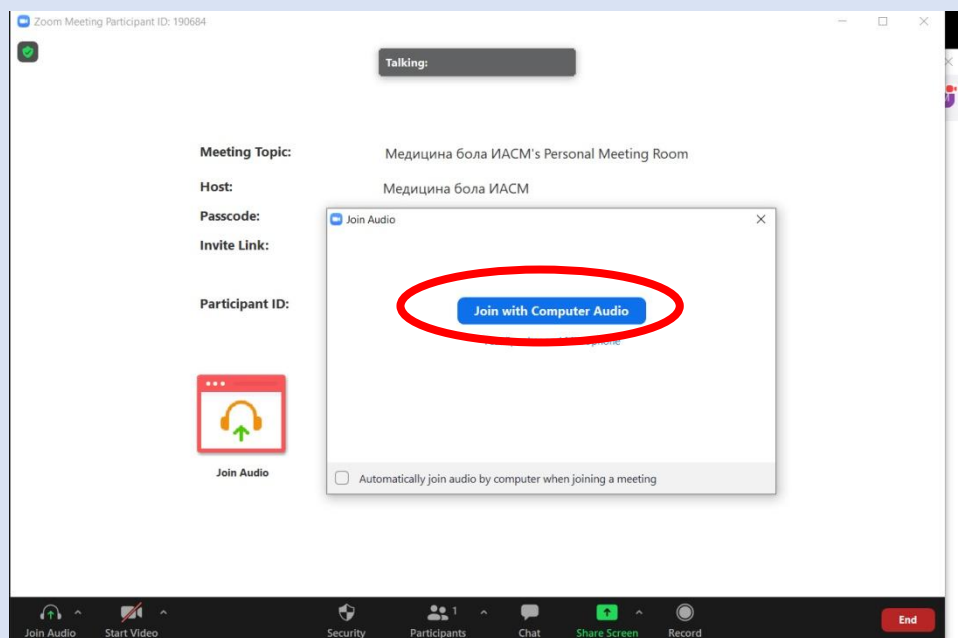 Zoom Meeting Participant ID: 190684
Talking:
Meeting Topic: Медицина бола ИАСМ's Personal Meeting Room
Host: Медицина бола ИАСМ
Passcode:
Invite Link:
Participant ID:
Join Audio
Join with Computer Audio
Automatically join audio by computer when joining a meeting
Join Audio
Join Audio
Start Video
Security
Participants 1
Chat
Share Screen
Record
End